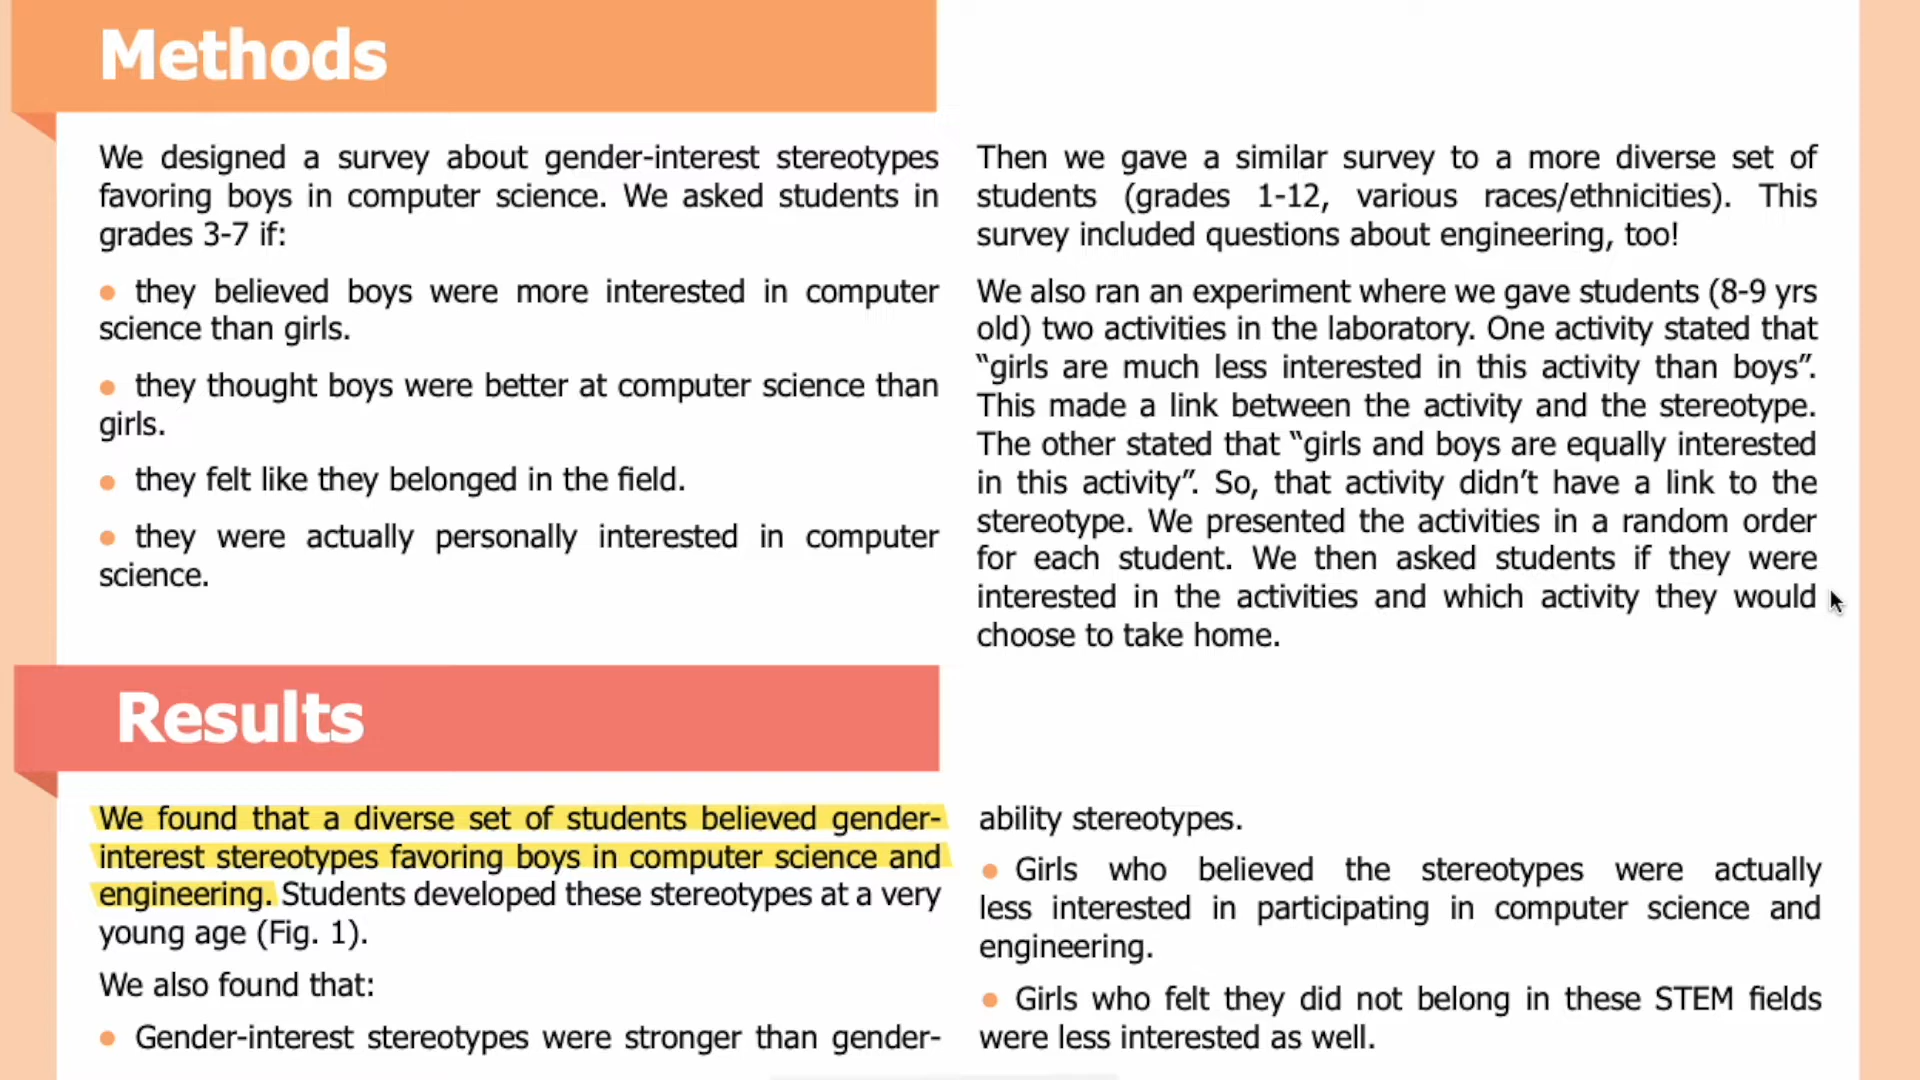 Methods
We designed a survey about gender-interest stereotypes
favoring boys in computer science. We asked students in
grades 3-7 if:
● they believed boys were more interested in computer
science than girls.
● they thought boys were better at computer science than
girls.
● they felt like they belonged in the field.
● they were actually personally interested in computer
science.
Then we gave a similar survey to a more diverse set of
students (grades 1-12, various races/ethnicities). This
survey included questions about engineering, too!
We also ran an experiment where we gave students (8-9 yrs
old) two activities in the laboratory. One activity stated that
“girls are much less interested in this activity than boys”.
This made a link between the activity and the stereotype.
The other stated that “girls and boys are equally interested
in this activity”. So, that activity didn’t have a link to the
stereotype. We presented the activities in a random order
for each student. We then asked students if they were
interested in the activities and which activity they would
choose to take home.
Results
We found that a diverse set of students believed gender-
interest stereotypes favoring boys in computer science and
engineering. Students developed these stereotypes at a very
young age (Fig. 1).
We also found that:
● Gender-interest stereotypes were stronger than gender-
ability stereotypes.
● Girls who believed the stereotypes were actually
less interested in participating in computer science and
engineering.
● Girls who felt they did not belong in these STEM fields
were less interested as well.